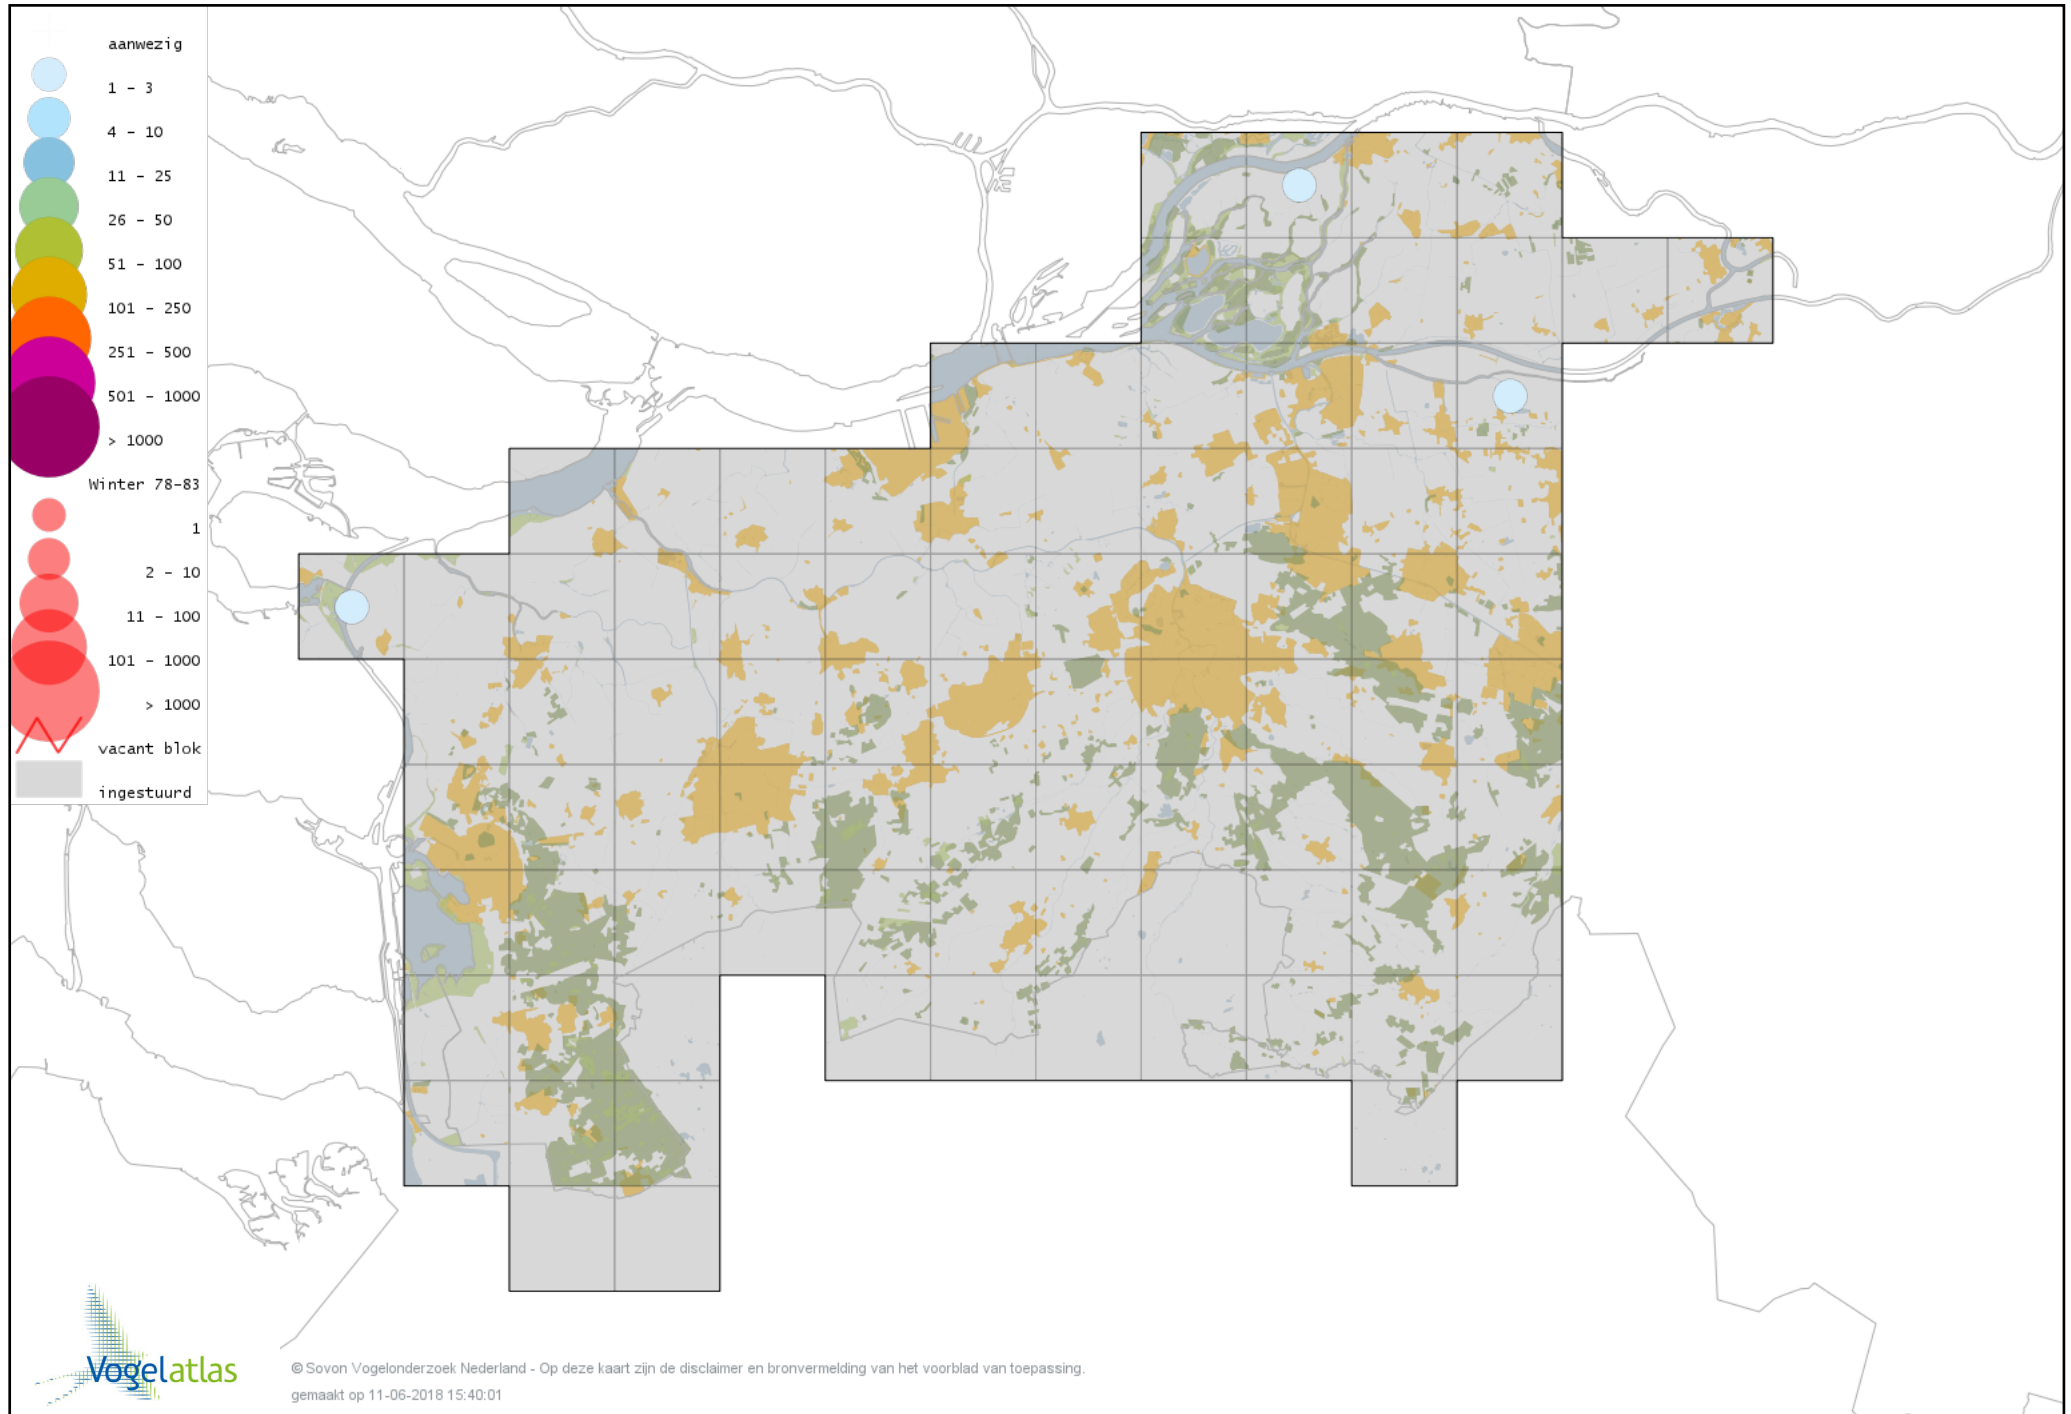 aanwezig
1 - 3
4 - 10
11 - 25
26 - 50
51 - 100
101 - 250
251 - 500
501 - 1000
> 1000
Winter 78-83
1
2 - 10
11 - 100
101 - 1000
> 1000
vacant blok
ingestuurd
Vogelatlas
© Sovon Vogelonderzoek Nederland - Op deze kaart zijn de disclaimer en bronvermelding van het voorblad van toepassing.
gemaakt op 11-06-2018 15:40:01